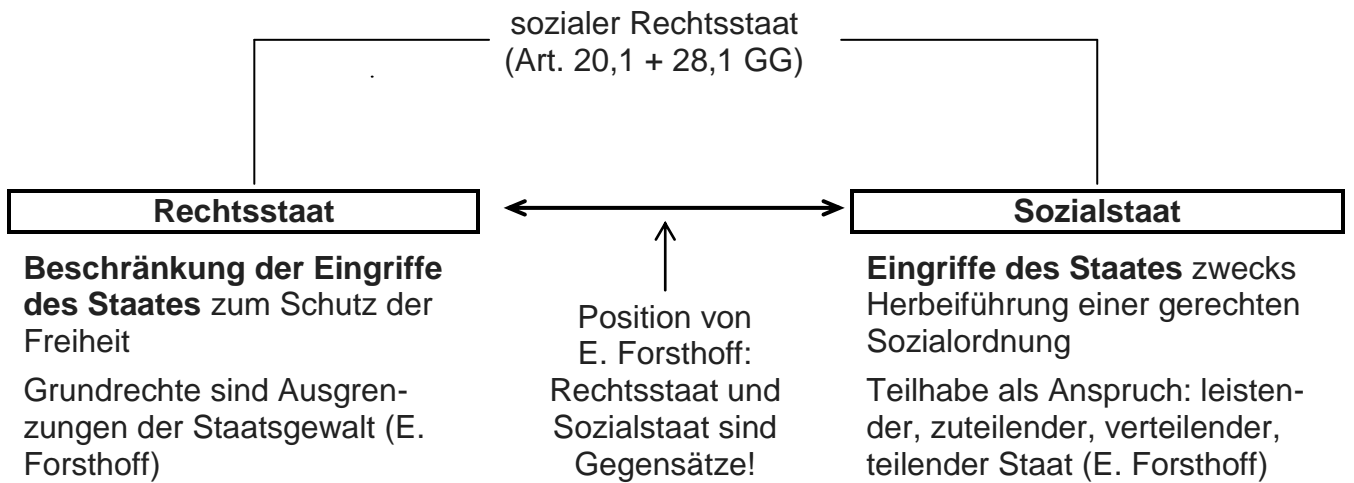 sozialer Rechtsstaat
(Art. 20,1 + 28,1 GG)
Rechtsstaat
Beschränkung der Eingriffe
des Staates zum Schutz der
Freiheit
Grundrechte sind Ausgren-
zungen der Staatsgewalt (E.
Forsthoff)
Position von
E. Forsthoff:
Rechtsstaat und
Sozialstaat sind
Gegensätze!
Sozialstaat
Eingriffe des Staates zwecks
Herbeiführung einer gerechten
Sozialordnung
Teilhabe als Anspruch: leisten-
der, zuteilender, verteilender,
teilender Staat (E. Forsthoff)